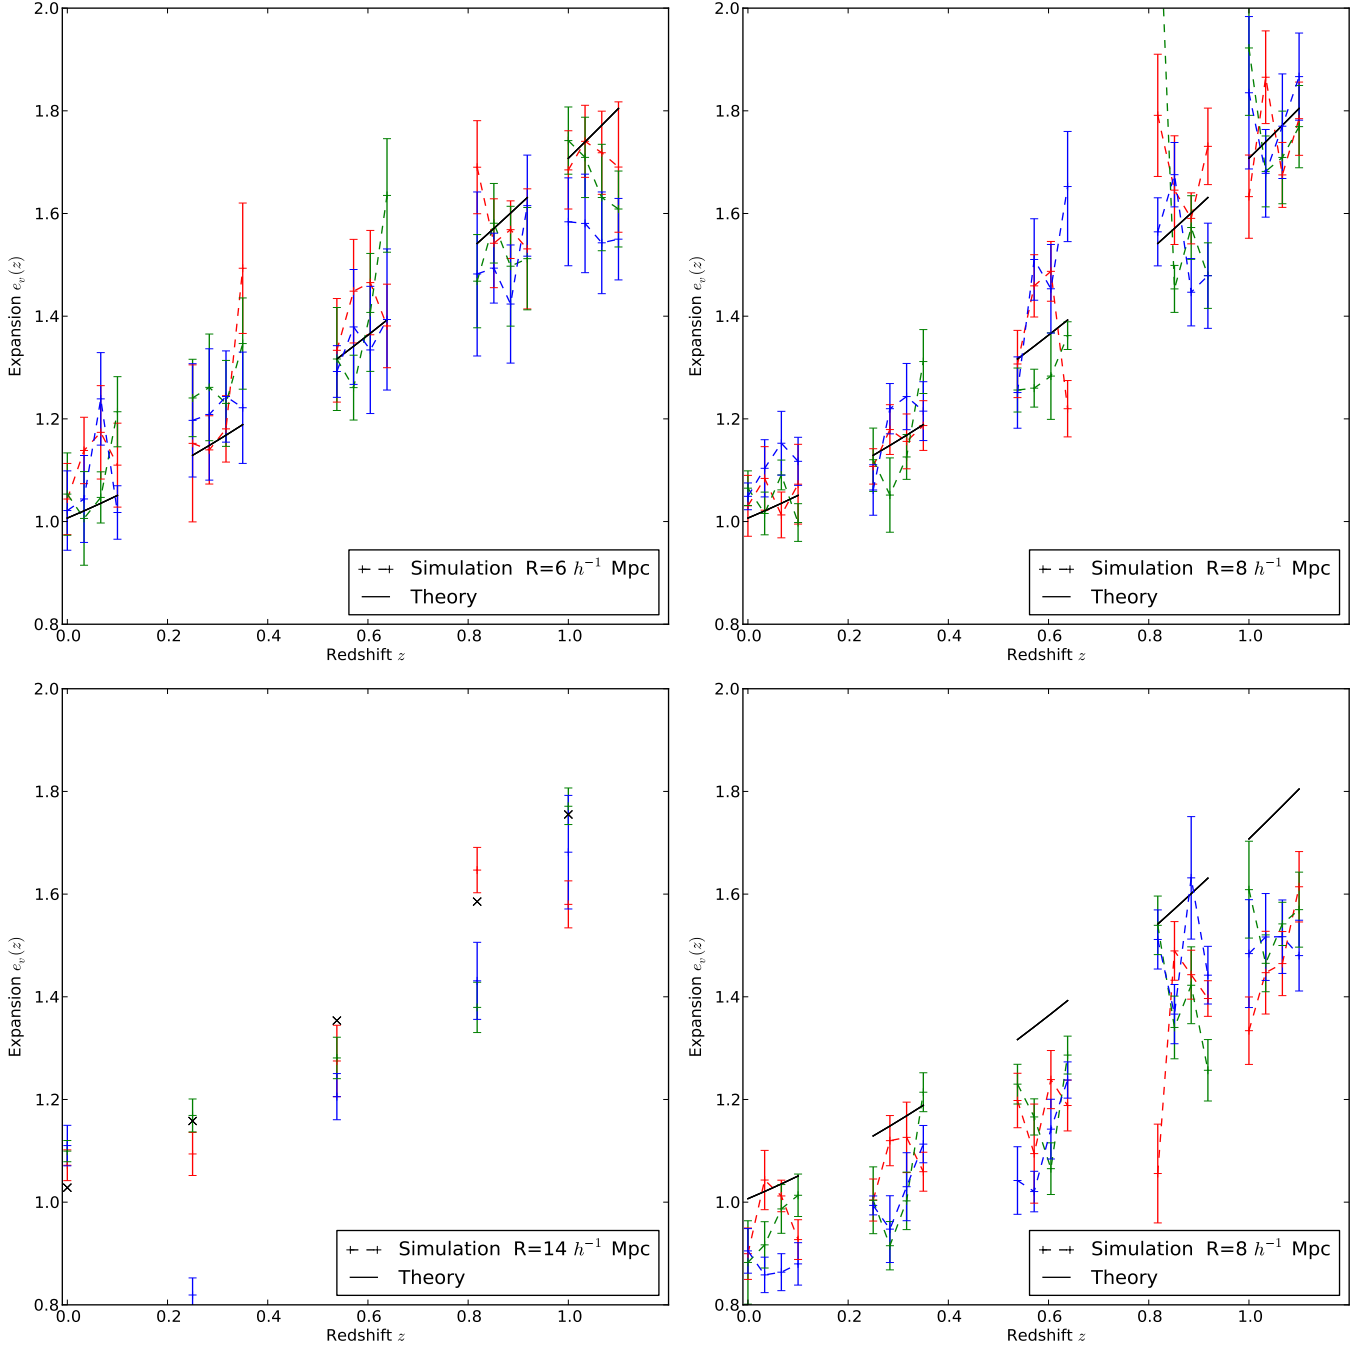 2.0
1.8
1.6
1.4
1.2
1.0
0.8
Expansion e_v(z)
Simulation R=6 h⁻¹ Mpc
Theory
0.0 0.2 0.4 0.6 0.8 1.0
Redshift z
2.0
1.8
1.6
1.4
1.2
1.0
0.8
Expansion e_v(z)
Simulation R=8 h⁻¹ Mpc
Theory
0.0 0.2 0.4 0.6 0.8 1.0
Redshift z
2.0
1.8
1.6
1.4
1.2
1.0
0.8
Expansion e_v(z)
Simulation R=14 h⁻¹ Mpc
Theory
0.0 0.2 0.4 0.6 0.8 1.0
Redshift z
2.0
1.8
1.6
1.4
1.2
1.0
0.8
Expansion e_v(z)
Simulation R=8 h⁻¹ Mpc
Theory
0.0 0.2 0.4 0.6 0.8 1.0
Redshift z